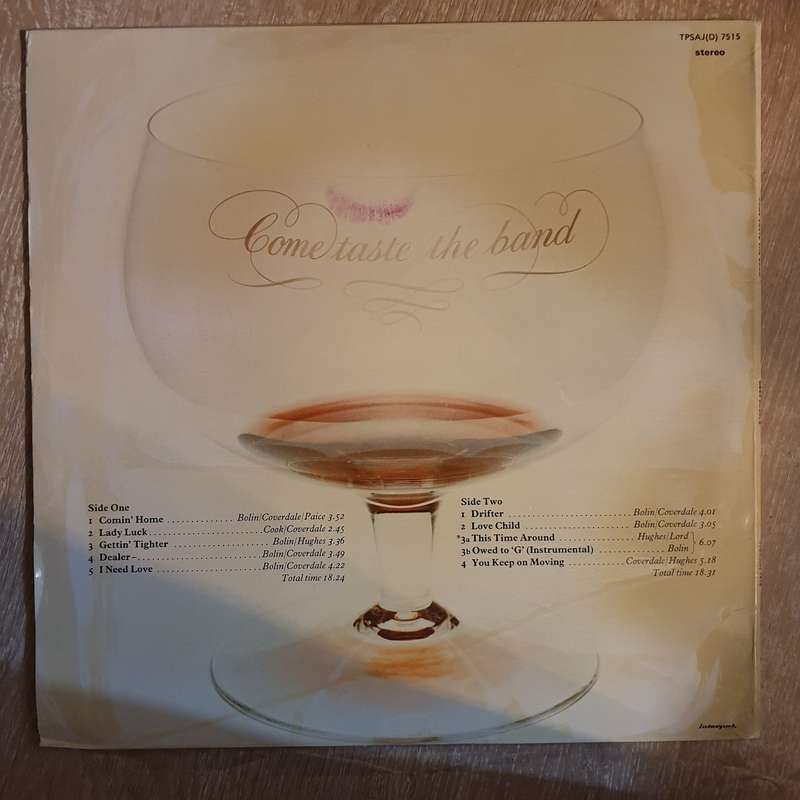 TPSAJ(D) 7515
stereo
Come taste the band
Side One
1 Comin' Home .............. Bolin/Coverdale/Paice 3.52
2 Lady Luck........................ Cook/Coverdale 2.45
3 Gettin' Tighter .................... Bolin/Hughes 3.36
4 Dealer–........................ Bolin/Coverdale 3.49
5 I Need Love...................... Bolin/Coverdale 4.22
Total time 18.24
Side Two
1 Drifter ........................ Bolin/Coverdale 4.01
2 Love Child .................... Bolin/Coverdale 3.05
*3a This Time Around ................ Hughes/Lord
3b Owed to 'G' (Instrumental) ............... Bolin } 6.07
4 You Keep on Moving ............ Coverdale/Hughes 5.18
Total time 18.31